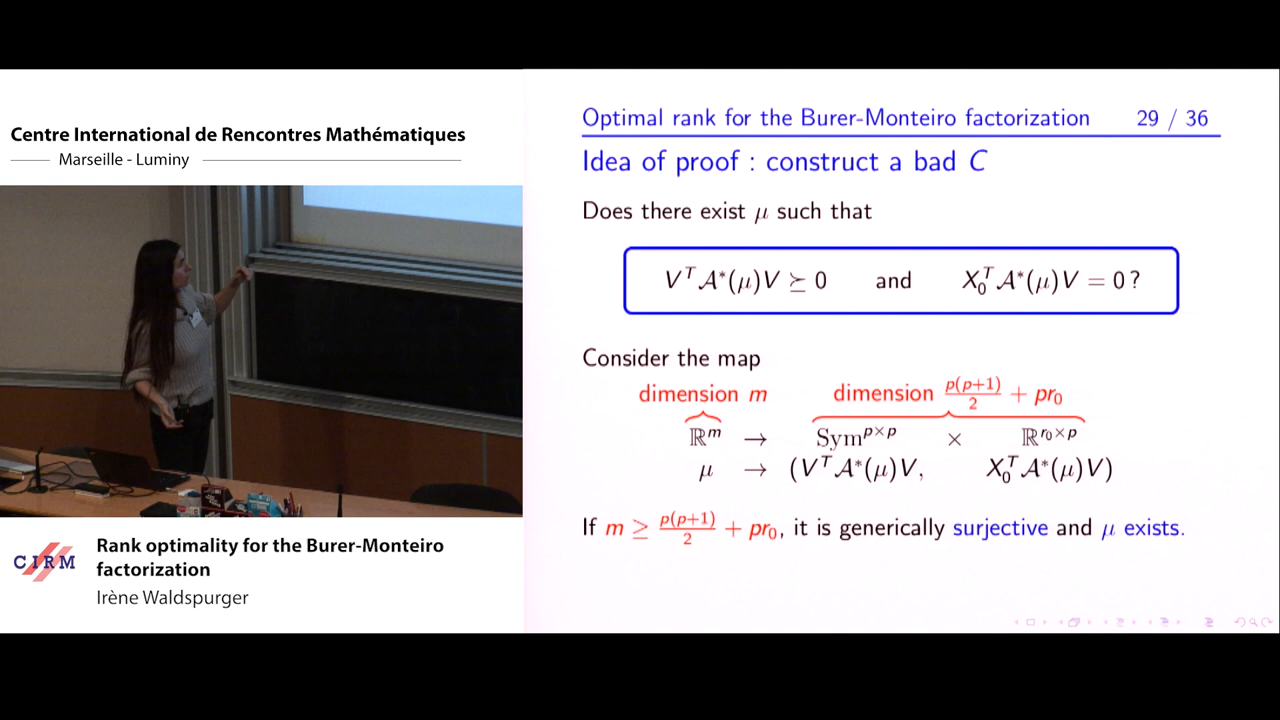 Centre International de Rencontres Mathématiques
Marseille - Luminy
CIRM
Rank optimality for the Burer-Monteiro
factorization
Irène Waldspurger
Optimal rank for the Burer-Monteiro factorization 29 / 36
Idea of proof : construct a bad C
Does there exist μ such that
V^T 𝒜*(μ)V ⪰ 0 and X_0^T 𝒜*(μ)V = 0 ?
Consider the map
dimension m dimension p(p+1)/2 + pr_0
ℝ^m → Sym^{p×p} × ℝ^{r_0×p}
μ → (V^T 𝒜*(μ)V, X_0^T 𝒜*(μ)V)
If m ≥ p(p+1)/2 + pr_0, it is generically surjective and μ exists.